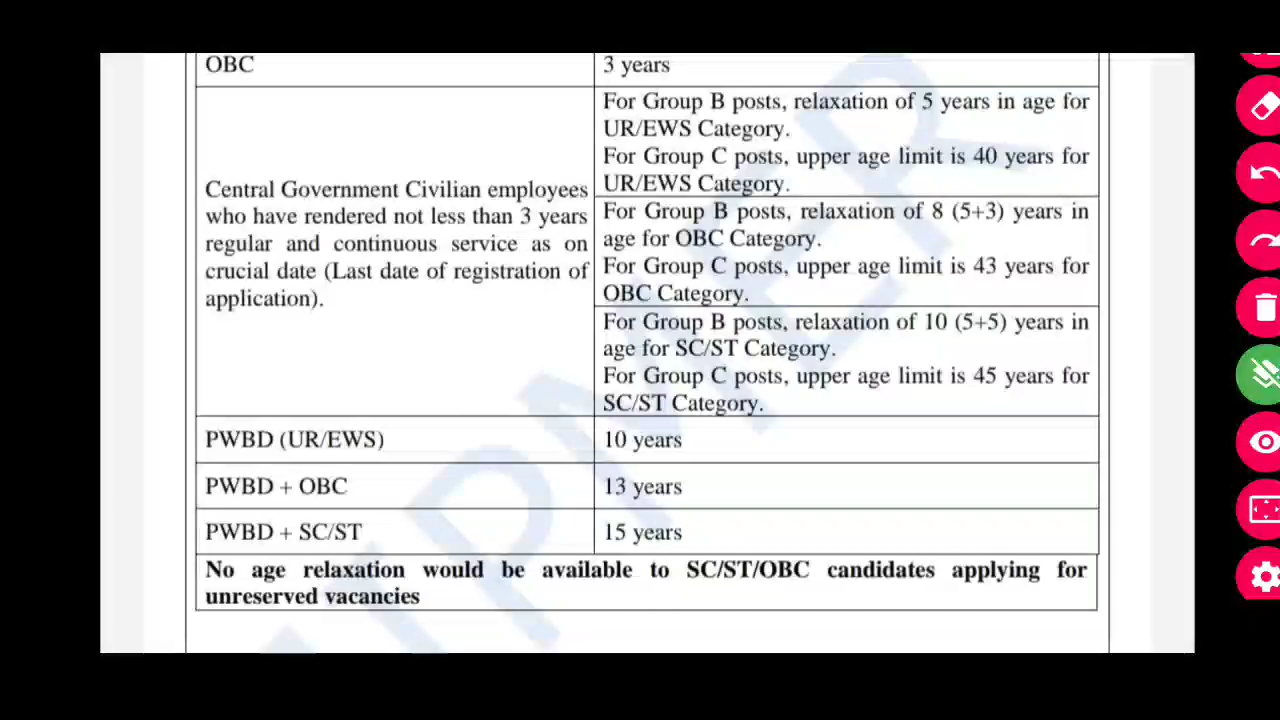 OBC
3 years
Central Government Civilian employees
who have rendered not less than 3 years
regular and continuous service as on
crucial date (Last date of registration of
application).
For Group B posts, relaxation of 5 years in age for
UR/EWS Category.
For Group C posts, upper age limit is 40 years for
UR/EWS Category.
For Group B posts, relaxation of 8 (5+3) years in
age for OBC Category.
For Group C posts, upper age limit is 43 years for
OBC Category.
For Group B posts, relaxation of 10 (5+5) years in
age for SC/ST Category.
For Group C posts, upper age limit is 45 years for
SC/ST Category.
PWBD (UR/EWS)
10 years
PWBD + OBC
13 years
PWBD + SC/ST
15 years
No age relaxation would be available to SC/ST/OBC candidates applying for
unreserved vacancies
JIPMER